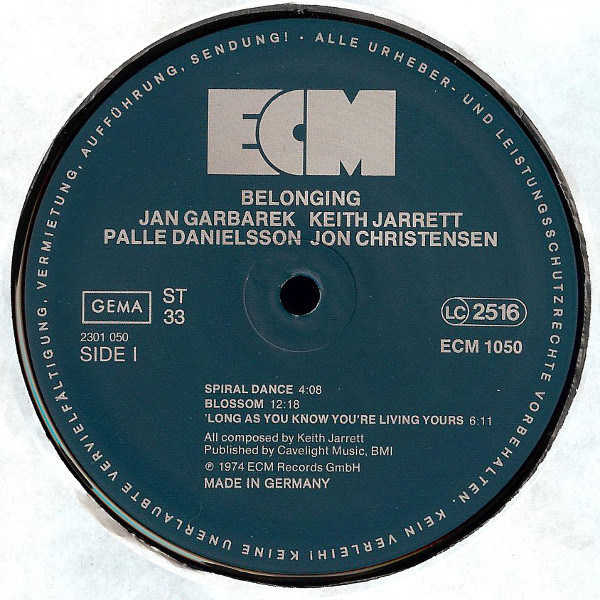 ALLE URHEBER- UND LEISTUNGSSCHUTZRECHTE VORBEHALTEN. KEIN VERLEIH! KEINE UNERLAUBTE VERVIELFÄLTIGUNG, VERMIETUNG, AUFFÜHRUNG, SENDUNG! ·
ECM
BELONGING
JAN GARBAREK KEITH JARRETT
PALLE DANIELSSON JON CHRISTENSEN
GEMA
ST
33
LC 2516
2301 050
SIDE I
ECM 1050
SPIRAL DANCE 4:08
BLOSSOM 12:18
'LONG AS YOU KNOW YOU'RE LIVING YOURS 6:11
All composed by Keith Jarrett
Published by Cavelight Music, BMI
℗ 1974 ECM Records GmbH
MADE IN GERMANY